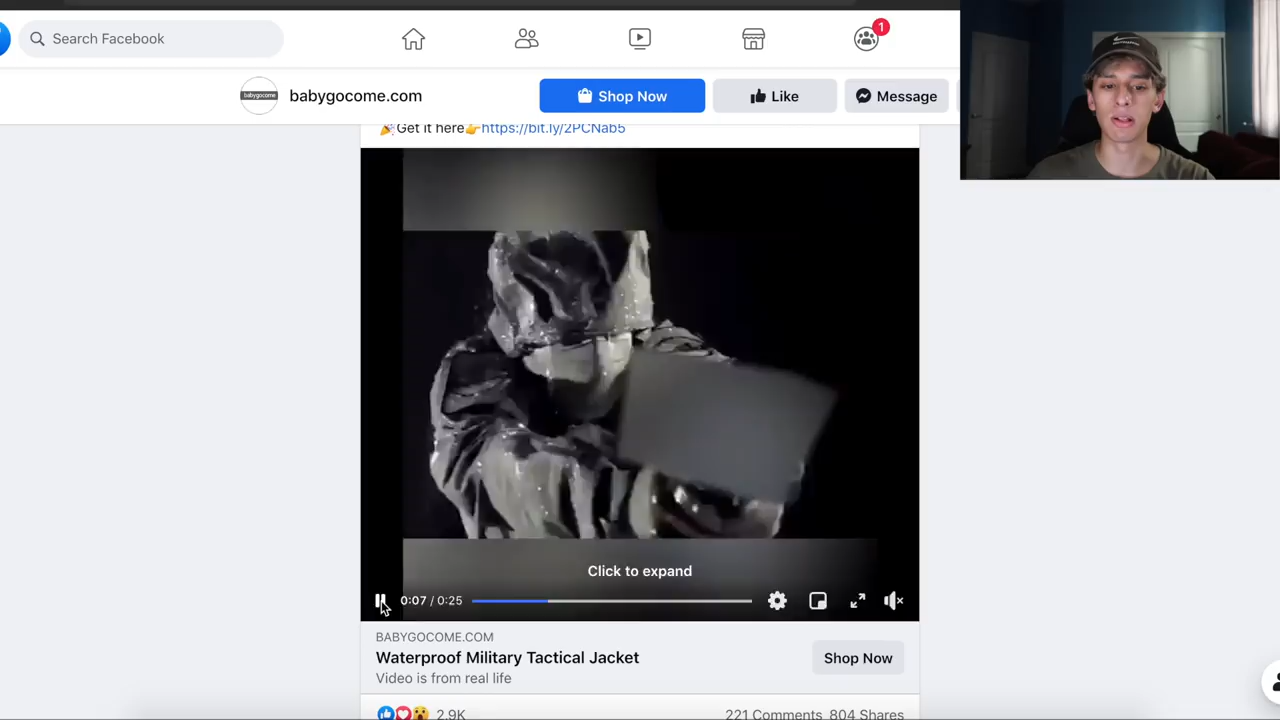 Search Facebook
1
babygocome
babygocome.com
Shop Now
Like
Message
🎉Get it here👉https://bit.ly/2PCNab5
Click to expand
0:07 / 0:25
BABYGOCOME.COM
Waterproof Military Tactical Jacket
Video is from real life
Shop Now
2.9K
221 Comments 804 Shares